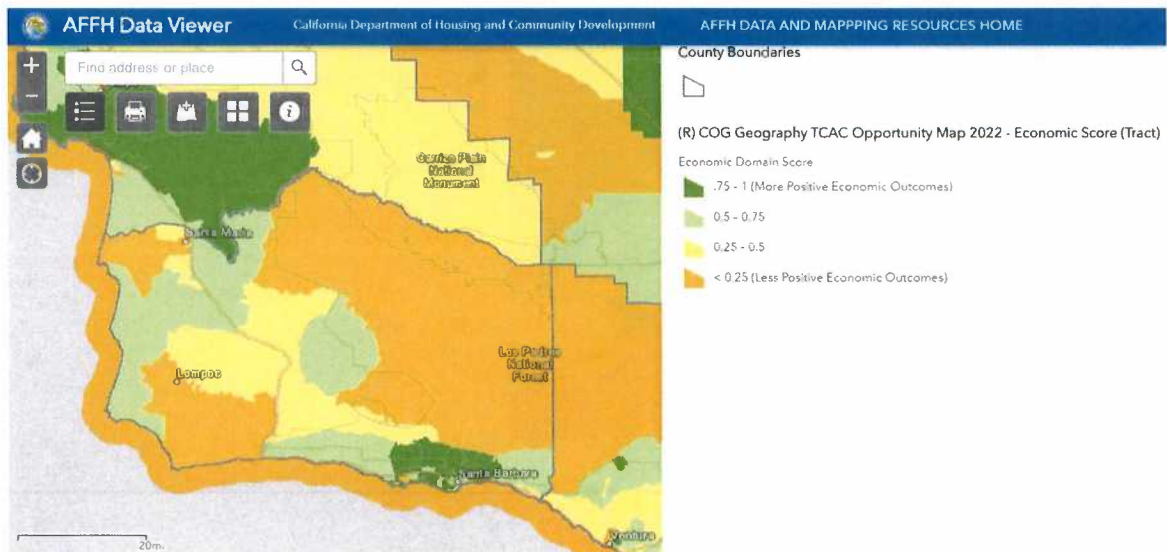 AFFH Data Viewer
California Department of Housing and Community Development
AFFH DATA AND MAPPPING RESOURCES HOME
Find address or place
Carrizo Plain
National
Monument
Santa Maria
Los Padres
National
Forest
Lompoc
Santa Barbara
Ventura
20m
County Boundaries
(R) COG Geography TCAC Opportunity Map 2022 - Economic Score (Tract)
Economic Domain Score
.75 - 1 (More Positive Economic Outcomes)
0.5 - 0.75
0.25 - 0.5
< 0.25 (Less Positive Economic Outcomes)